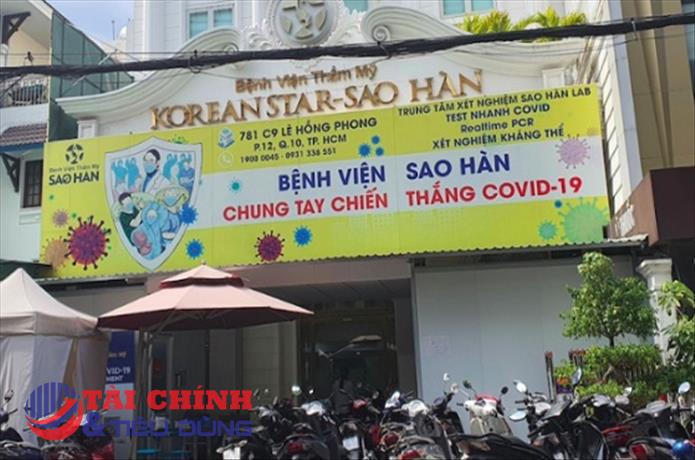 Bệnh Viện Thẩm Mỹ
KOREAN STAR-SAO HÀN
Bệnh Viện Thẩm Mỹ
SAO HÀN
781 C9 LÊ HỒNG PHONG
P.12, Q.10, TP. HCM
1900 0045 - 0931 338 551
TRUNG TÂM XÉT NGHIỆM SAO HÀN LAB
TEST NHANH COVID
Realtime PCR
XÉT NGHIỆM KHÁNG THỂ
BỆNH VIỆN SAO HÀN
CHUNG TAY CHIẾN THẮNG COVID-19
TÀI CHÍNH
& TIÊU DÙNG